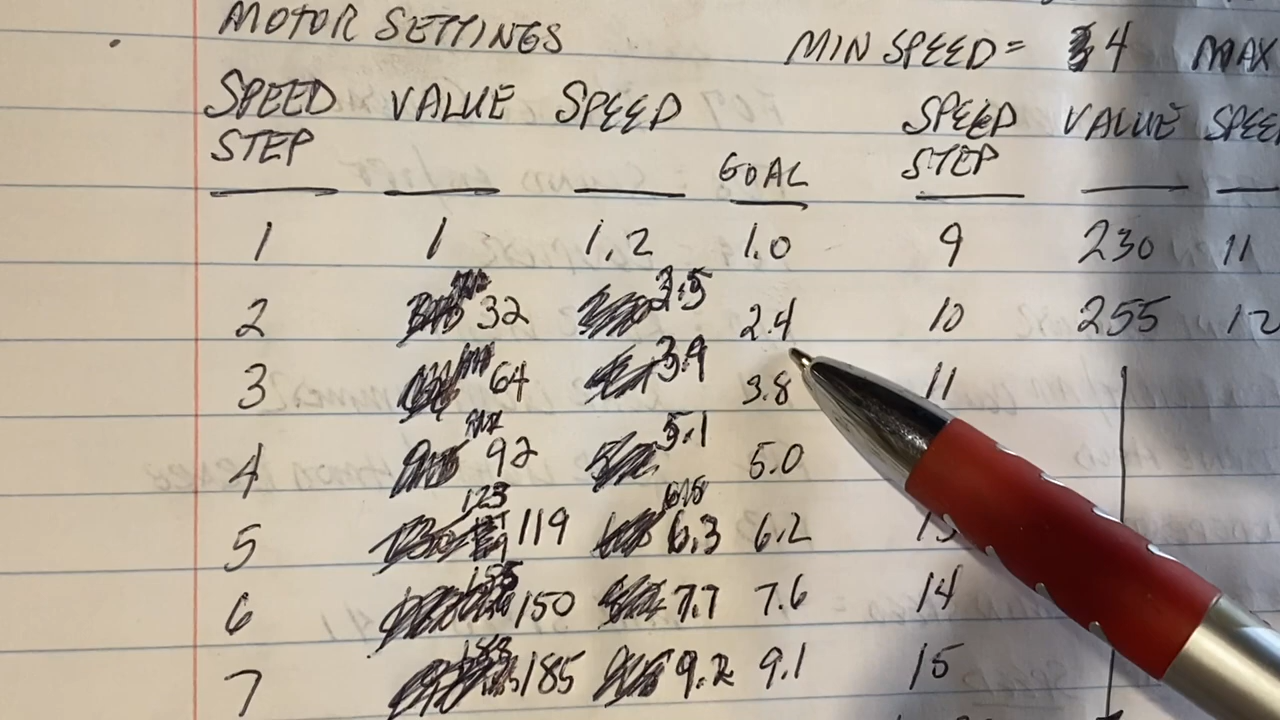 MOTOR SETTINGS MIN SPEED = 4 MAX
SPEED VALUE SPEED SPEED VALUE SPEE
STEP GOAL STEP
1 1 1.2 1.0 9 230 11
2 32 2.4 10 255 12
3 64 3.9 3.8 11
4 92 5.1 5.0
5 123 119 6.3 6.2
6 150 7.7 7.6 14
7 185 9.2 9.1 15